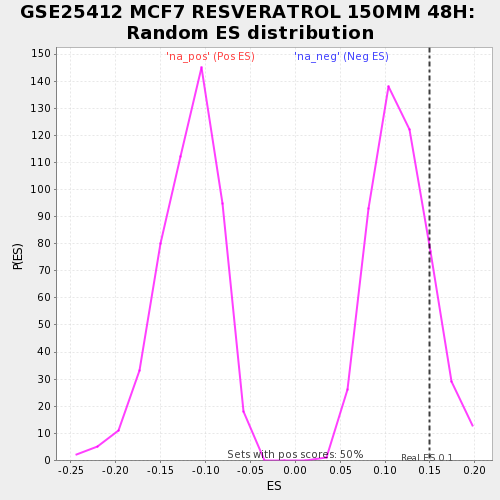 GSE25412 MCF7 RESVERATROL 150MM 48H:
Random ES distribution
'na_pos' (Pos ES) 'na_neg' (Neg ES)
150
140
130
120
110
100
90
80
70
60
50
40
30
20
10
0
P(ES)
Sets with pos scores: 50%
Real ES 0.1
-0.25 -0.20 -0.15 -0.10 -0.05 0.00 0.05 0.10 0.15 0.20
ES